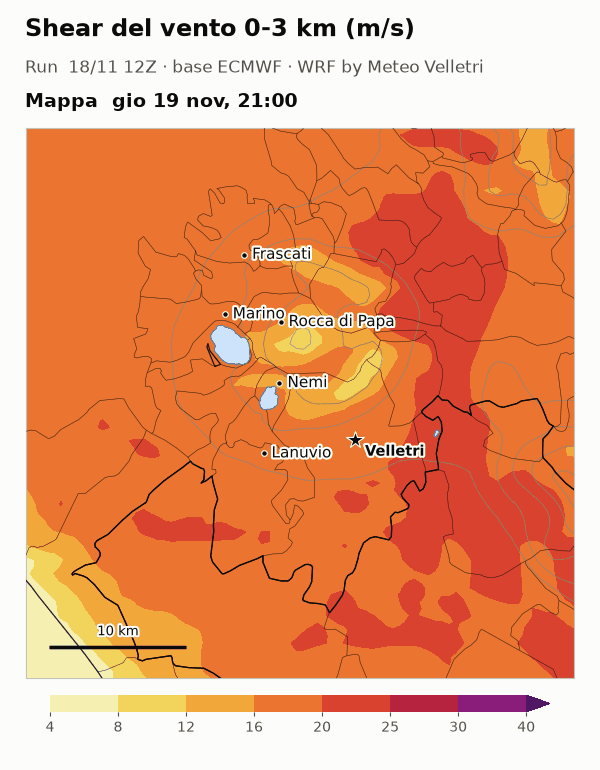 Shear del vento 0-3 km (m/s)
Run 18/11 12Z · base ECMWF · WRF by Meteo Velletri
Mappa gio 19 nov, 21:00
Frascati
Marino
Rocca di Papa
Nemi
Velletri
Lanuvio
10 km
4 8 12 16 20 25 30 40